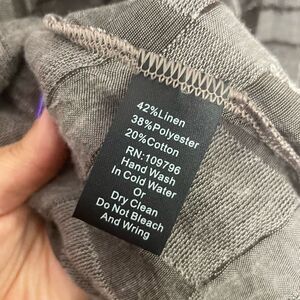 42%Linen
38%Polyester
20%Cotton
RN:109796
Hand Wash
In Cold Water
Or
Dry Clean
Do Not Bleach
And Wring